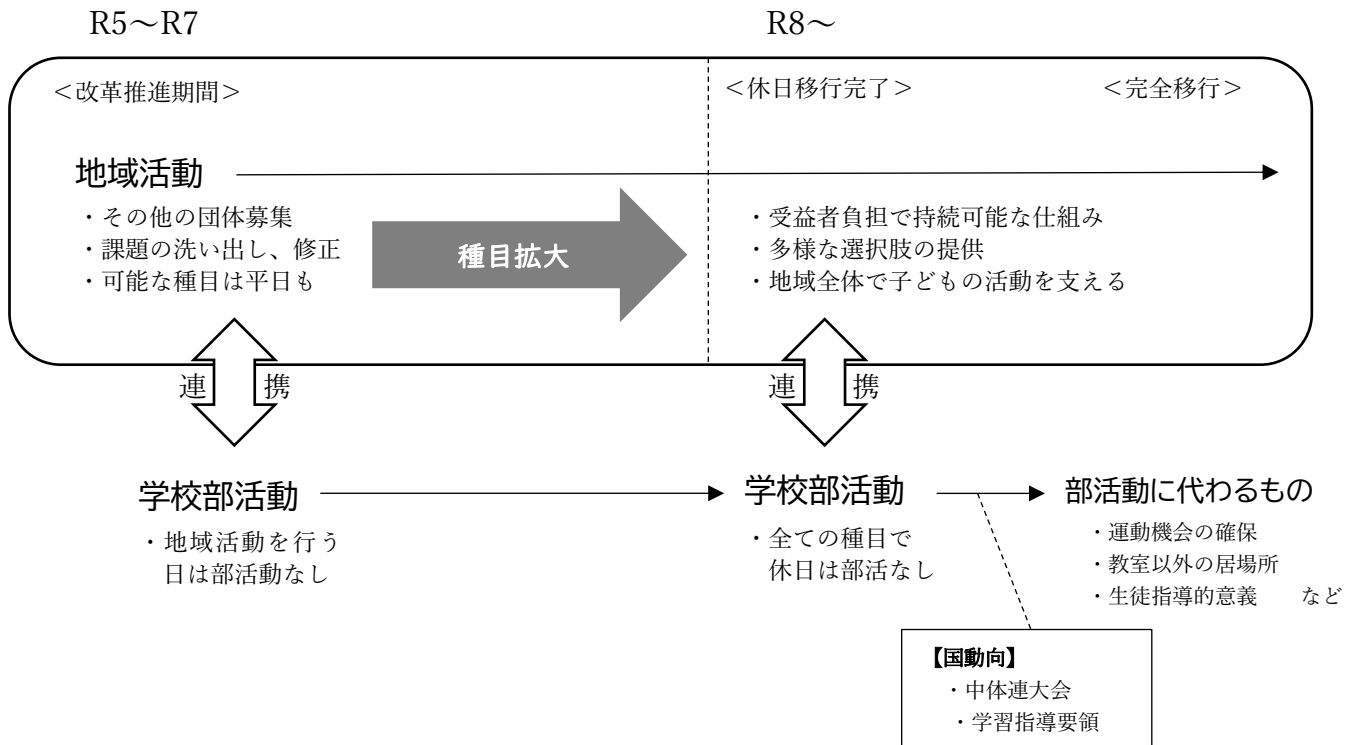 R5～R7
R8～
＜改革推進期間＞
＜休日移行完了＞
＜完全移行＞
地域活動
・その他の団体募集
・課題の洗い出し、修正
・可能な種目は平日も
種目拡大
・受益者負担で持続可能な仕組み
・多様な選択肢の提供
・地域全体で子どもの活動を支える
連 携
連 携
学校部活動
・地域活動を行う
日は部活動なし
学校部活動
・全ての種目で
休日は部活なし
部活動に代わるもの
・運動機会の確保
・教室以外の居場所
・生徒指導的意義　など
【国動向】
・中体連大会
・学習指導要領